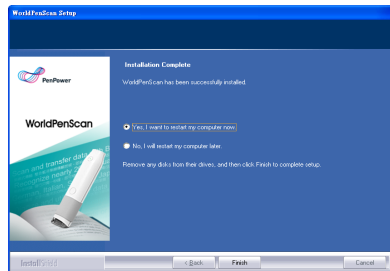 WorldPenScan Setup
Installation Complete
PenPower
WorldPenScan has been successfully installed.
WorldPenScan
Yes, I want to restart my computer now.
No, I will restart my computer later.
Remove any disks from their drives, and then click Finish to complete setup.
and transfer data
InstallShield
< Back
Finish
Cancel